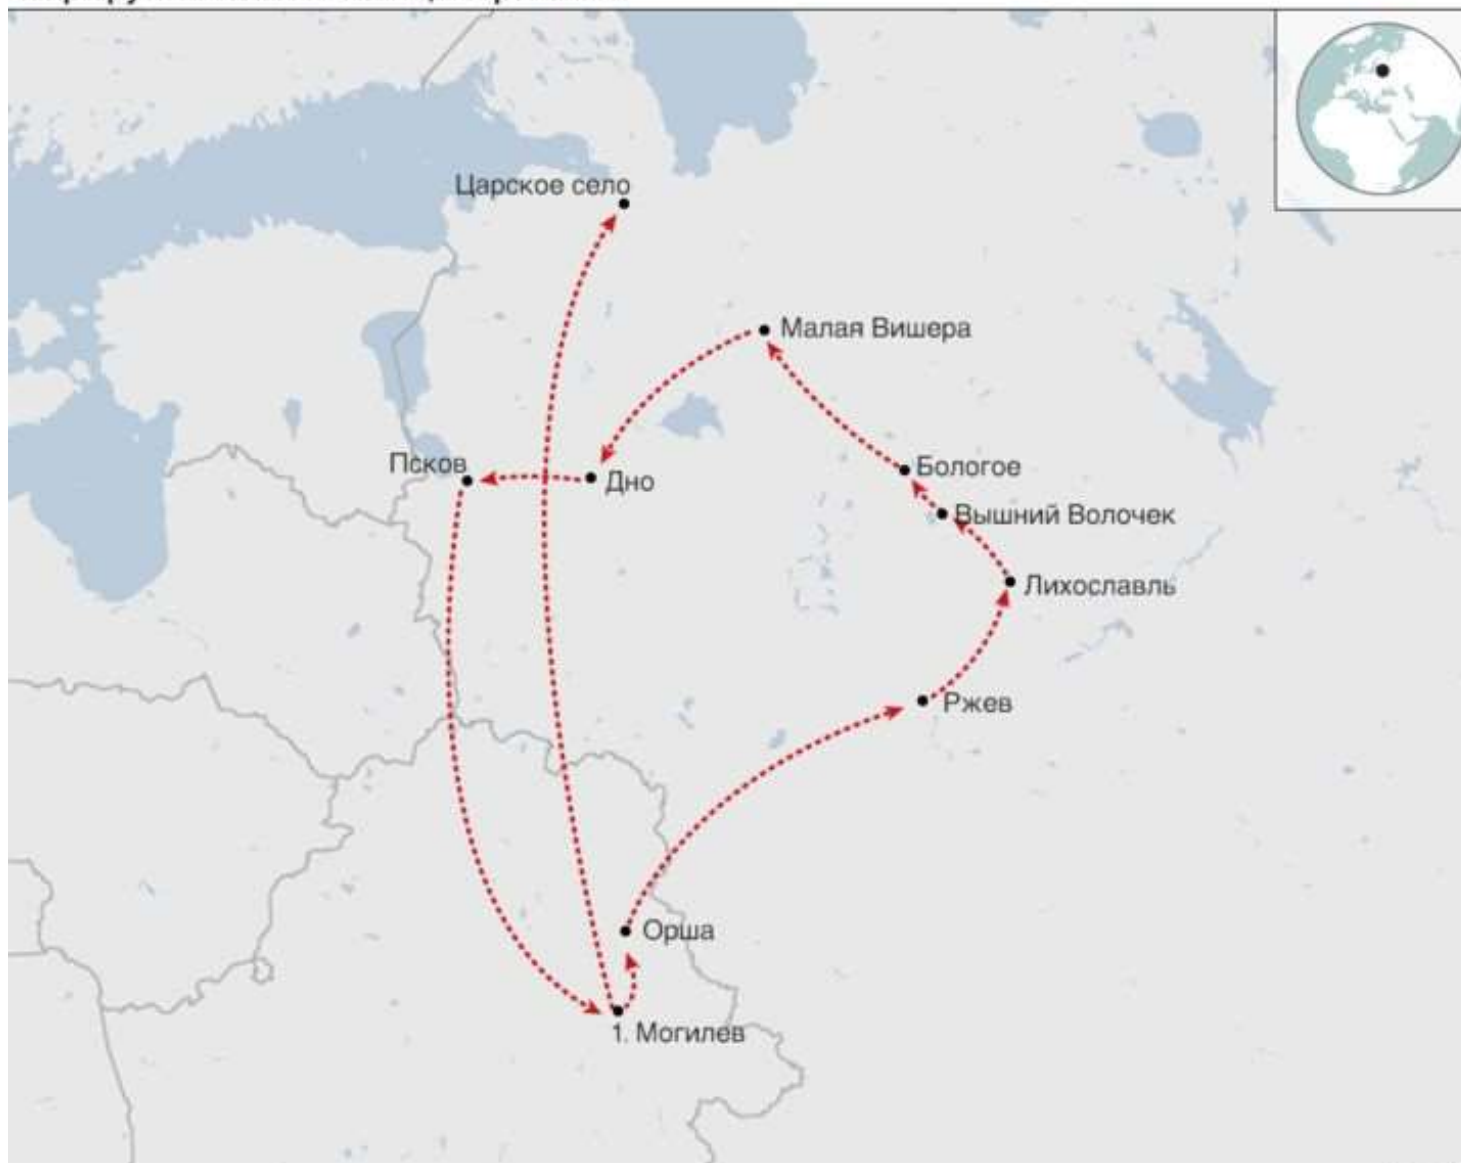 Царское село
Малая Вишера
Псков
Дно
Бологое
Вышний Волочек
Лихославль
Ржев
Орша
1. Могилев